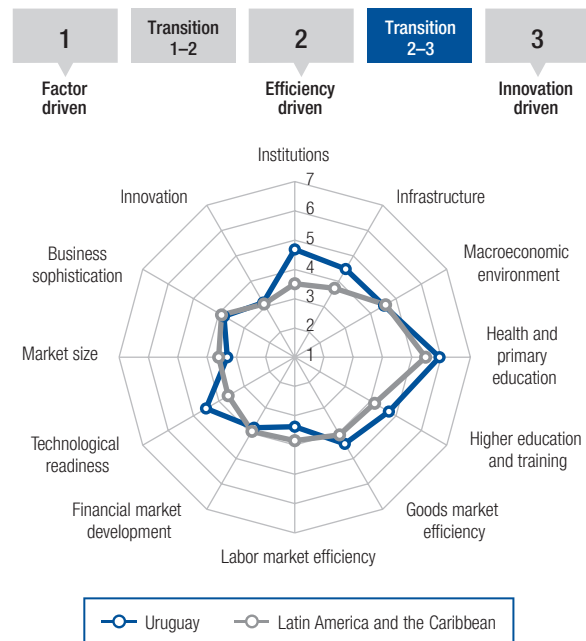 1
Transition
1–2
2
Transition
2–3
3
Factor
driven
Efficiency
driven
Innovation
driven
Institutions
7
Innovation
Infrastructure
6
5
Business
sophistication
Macroeconomic
environment
4
3
2
Market size
1
Health and
primary
education
Technological
readiness
Higher education
and training
Financial market
development
Goods market
efficiency
Labor market efficiency
Uruguay
Latin America and the Caribbean